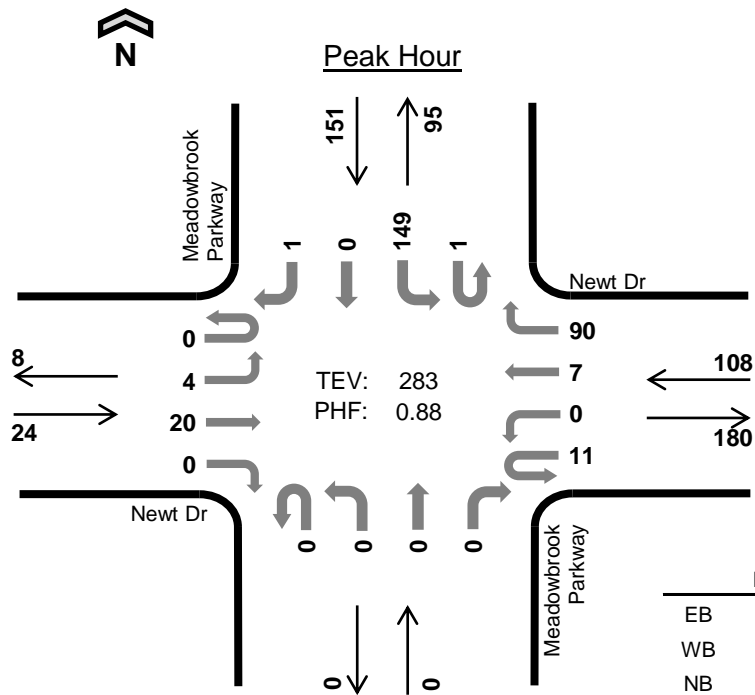 N
Peak Hour
151
95
Meadowbrook
Parkway
1
0
149
1
Newt Dr
0
90
8
4
TEV: 283
7
108
24
20
PHF: 0.88
0
180
0
11
Newt Dr
0
0
0
0
Meadowbrook
Parkway
EB
WB
NB
0
0